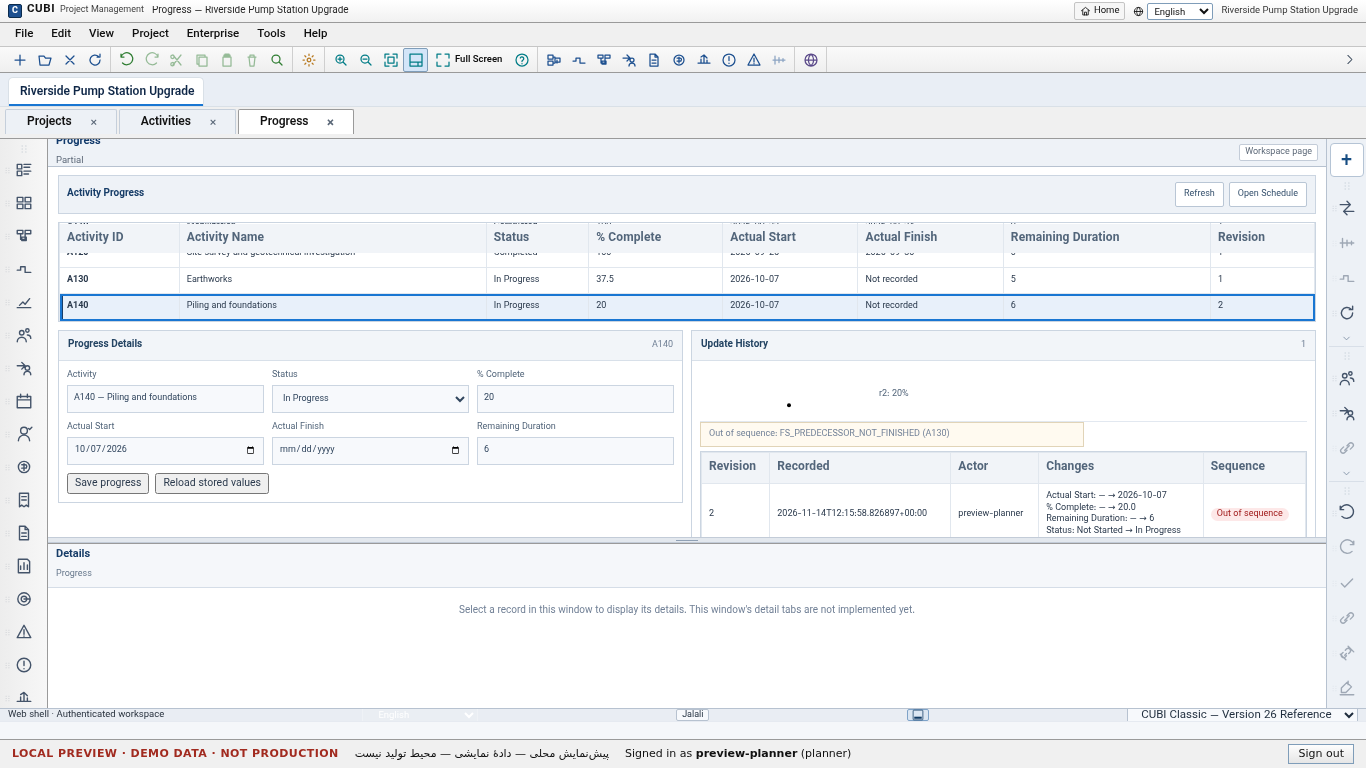 CUBI Project Management Progress — Riverside Pump Station Upgrade Home English Riverside Pump Station Upgrade
File Edit View Project Enterprise Tools Help
Full Screen
Riverside Pump Station Upgrade
Projects × Activities × Progress ×
Progress
Partial
Workspace page
Activity Progress Refresh Open Schedule
Activity ID Activity Name Status % Complete Actual Start Actual Finish Remaining Duration Revision
A130 Earthworks In Progress 37.5 2026-10-07 Not recorded 5 1
A140 Piling and foundations In Progress 20 2026-10-07 Not recorded 6 2
Progress Details A140
Activity Status % Complete
A140 — Piling and foundations In Progress 20
Actual Start Actual Finish Remaining Duration
10/07/2026 mm/dd/yyyy 6
Save progress Reload stored values
Update History 1
r2: 20%
Out of sequence: FS_PREDECESSOR_NOT_FINISHED (A130)
Revision Recorded Actor Changes Sequence
2 2026-11-14T12:15:58.826897+00:00 preview-planner
Actual Start: — → 2026-10-07
% Complete: — → 20.0
Remaining Duration: — → 6
Status: Not Started → In Progress
Out of sequence
Details
Progress
Select a record in this window to display its details. This window's detail tabs are not implemented yet.
Web shell · Authenticated workspace English Jalali CUBI Classic — Version 26 Reference
LOCAL PREVIEW · DEMO DATA · NOT PRODUCTION پیش‌نمایش محلی — دادهٔ نمایشی — محیط تولید نیست Signed in as preview-planner (planner) Sign out